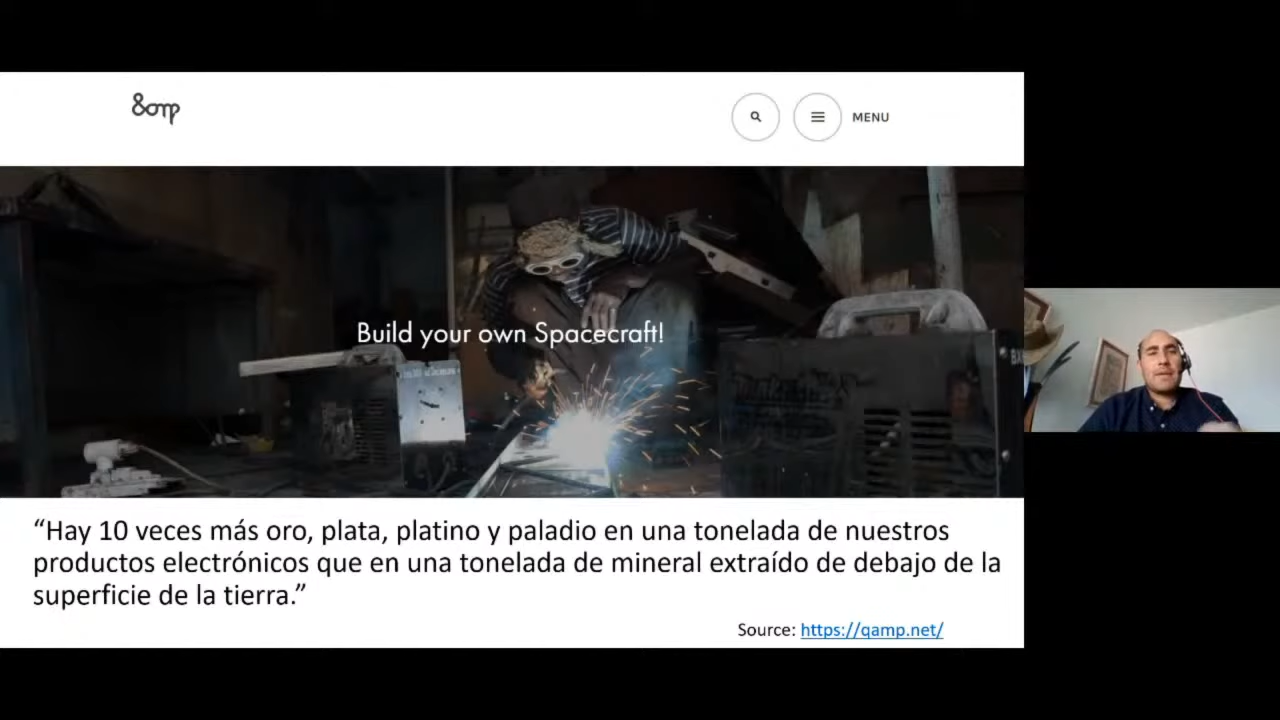 &amp
MENU
Build your own Spacecraft!
“Hay 10 veces más oro, plata, platino y paladio en una tonelada de nuestros
productos electrónicos que en una tonelada de mineral extraído de debajo de la
superficie de la tierra.”
Source: https://qamp.net/